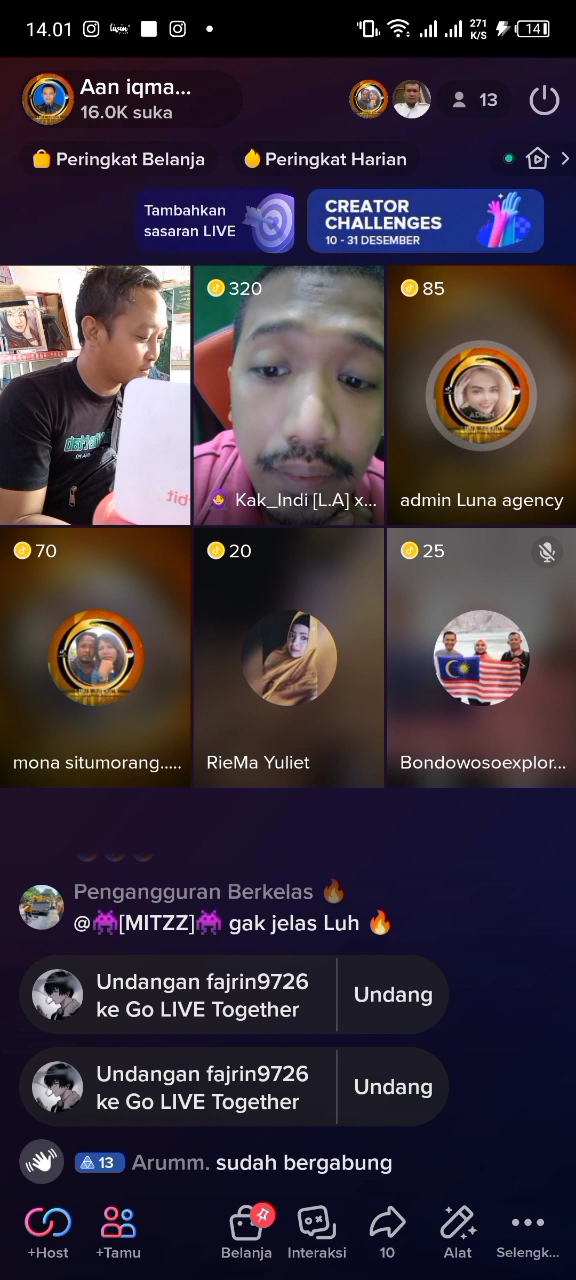 14.01
271
K/S
14
Aan iqma...
16.0K suka
13
Peringkat Belanja
Peringkat Harian
Tambahkan
sasaran LIVE
CREATOR
CHALLENGES
10 - 31 DESEMBER
320
85
Kak_Indi [L.A] x...
admin Luna agency
70
20
25
mona situmorang.....
RieMa Yuliet
Bondowosoexplor...
Pengangguran Berkelas 🔥
@👾[MITZZ]👾 gak jelas Luh 🔥
Undangan fajrin9726
ke Go LIVE Together
Undang
Undangan fajrin9726
ke Go LIVE Together
Undang
13 Arumm. sudah bergabung
+Host
+Tamu
Belanja
Interaksi
10
Alat
Selengk...